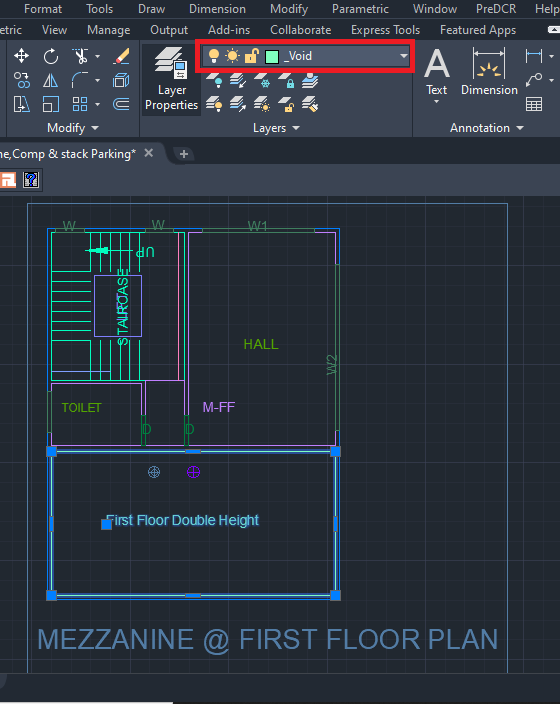 Format Tools Draw Dimension Modify Parametric Window PreDCR Help
etric View Manage Output Add-ins Collaborate Express Tools Featured Apps
_Void
Layer
Properties
Text
Dimension
Modify
Layers
Annotation
ne,Comp & stack Parking*
W W W1
UP
STAIRCASE
HALL
W2
TOILET
M-FF
D D
First Floor Double Height
MEZZANINE @ FIRST FLOOR PLAN